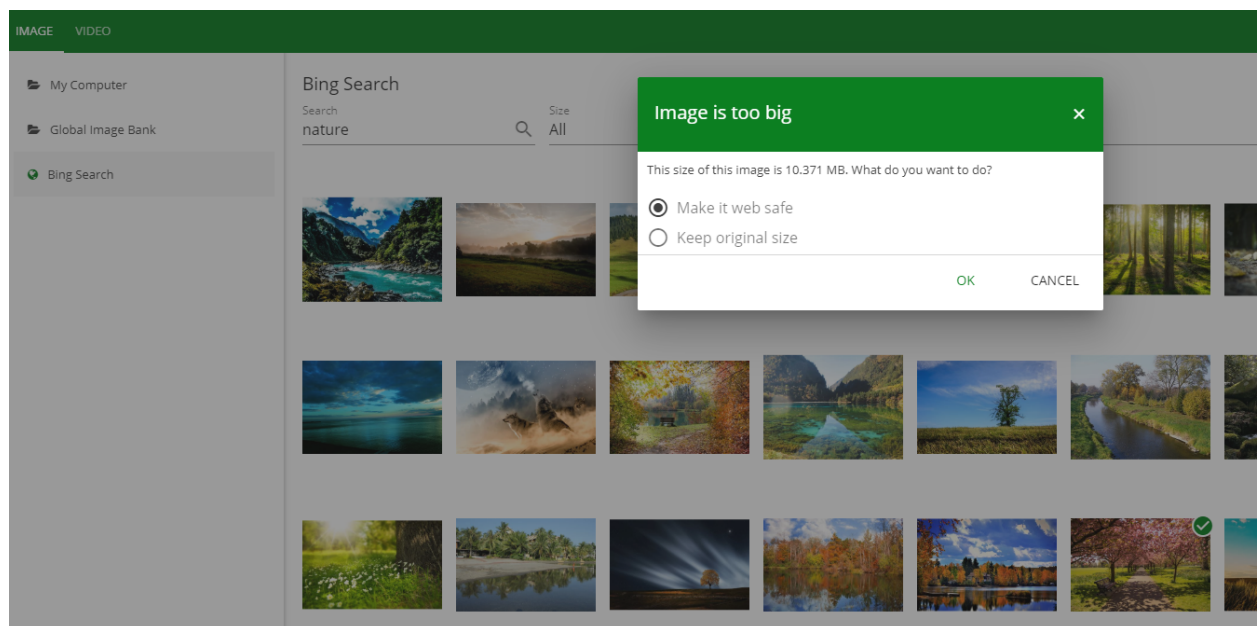 IMAGE VIDEO
My Computer
Global Image Bank
Bing Search
Bing Search
Search
nature
Size
All
Image is too big
×
This size of this image is 10.371 MB. What do you want to do?
Make it web safe
Keep original size
OK CANCEL